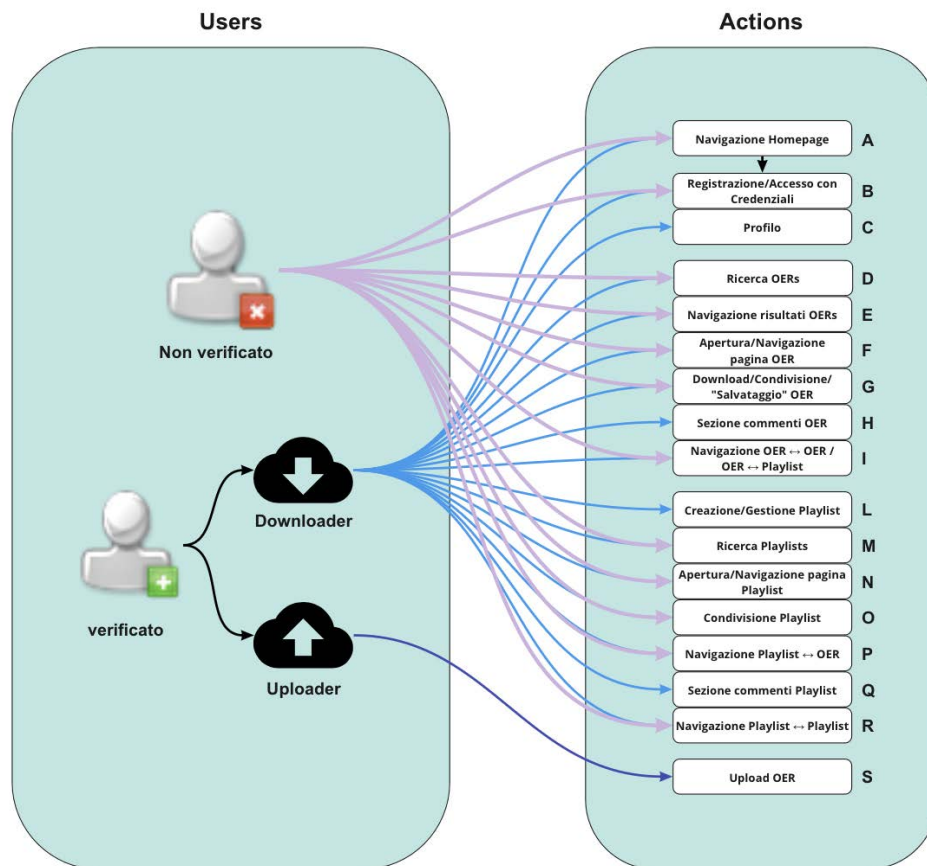 Users
Actions
Non verificato
verificato
Downloader
Uploader
Navigazione Homepage A
Registrazione/Accesso con
Credenziali B
Profilo C
Ricerca OERs D
Navigazione risultati OERs E
Apertura/Navigazione
pagina OER F
Download/Condivisione/
"Salvataggio" OER G
Sezione commenti OER H
Navigazione OER ↔ OER /
OER ↔ Playlist I
Creazione/Gestione Playlist L
Ricerca Playlists M
Apertura/Navigazione pagina
Playlist N
Condivisione Playlist O
Navigazione Playlist ↔ OER P
Sezione commenti Playlist Q
Navigazione Playlist ↔ Playlist R
Upload OER S